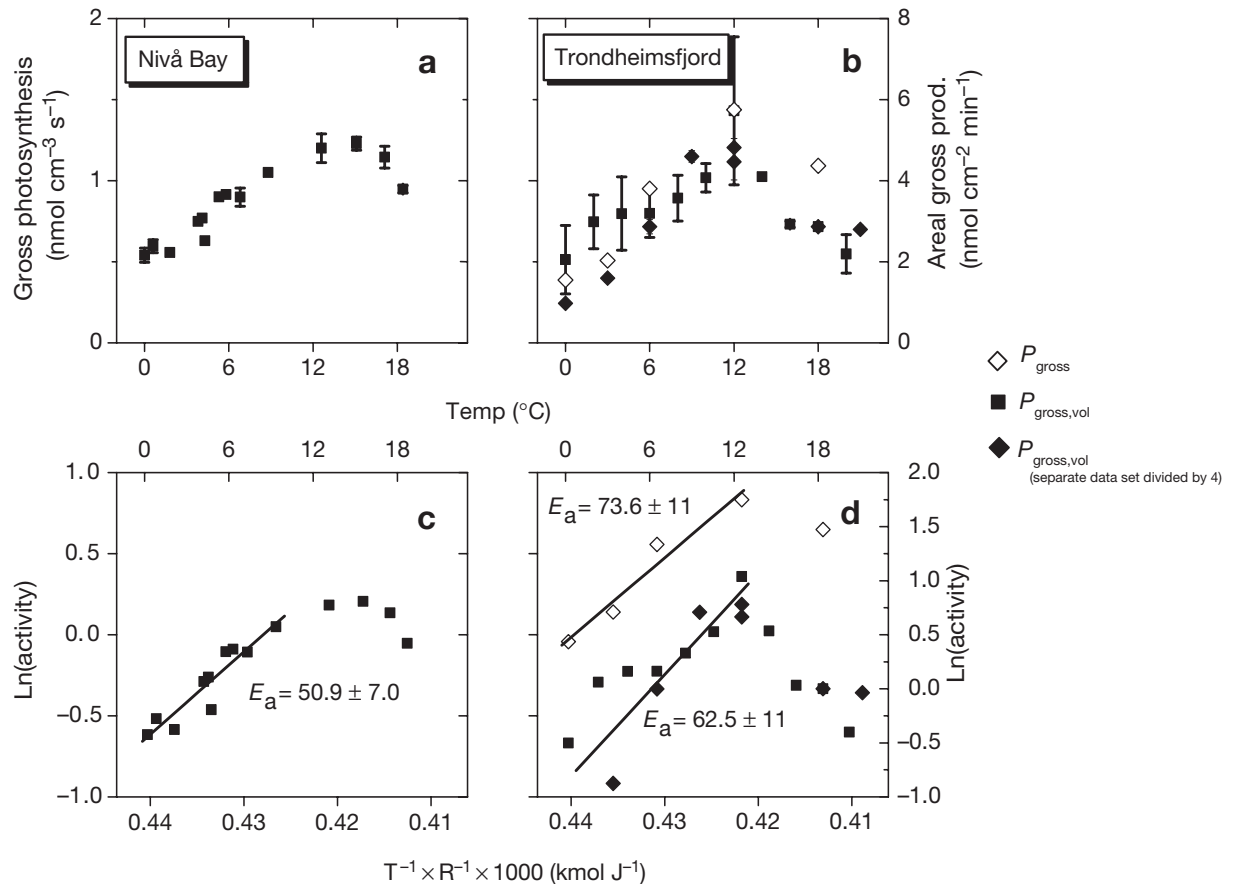 2
1
0
Gross photosynthesis
(nmol cm–3 s–1)
Nivå Bay
a
0
6
12
18
Trondheimsfjord
b
8
6
4
2
0
Areal gross prod.
(nmol cm–2 min–1)
0
6
12
18
Temp (°C)
Pgross
Pgross,vol
Pgross,vol
(separate data set divided by 4)
0
6
12
18
1.0
0.5
0.0
–0.5
–1.0
Ln(activity)
c
Ea = 50.9 ± 7.0
0.44
0.43
0.42
0.41
0
6
12
18
Ea = 73.6 ± 11
d
Ea = 62.5 ± 11
2.0
1.5
1.0
0.5
0.0
–0.5
–1.0
Ln(activity)
0.44
0.43
0.42
0.41
T–1 × R–1 × 1000 (kmol J–1)